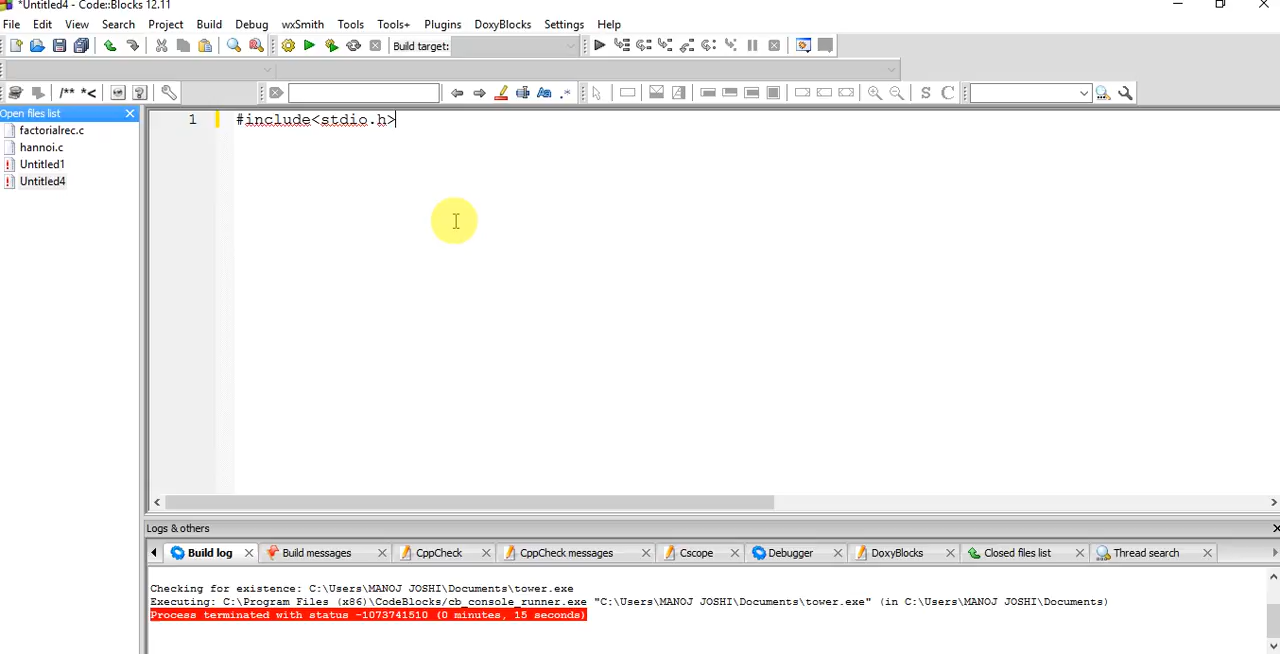 *Untitled4 - Code::Blocks 12.11
File Edit View Search Project Build Debug wxSmith Tools Tools+ Plugins DoxyBlocks Settings Help
Build target:
/** *<
Aa .* S C
Open files list
factorialrec.c
hannoi.c
Untitled1
Untitled4
1 #include<stdio.h>
Logs & others
Build log Build messages CppCheck CppCheck messages Cscope Debugger DoxyBlocks Closed files list Thread search
Checking for existence: C:\Users\MANOJ JOSHI\Documents\tower.exe
Executing: C:\Program Files (x86)\CodeBlocks/cb_console_runner.exe "C:\Users\MANOJ JOSHI\Documents\tower.exe" (in C:\Users\MANOJ JOSHI\Documents)
Process terminated with status -1073741510 (0 minutes, 15 seconds)